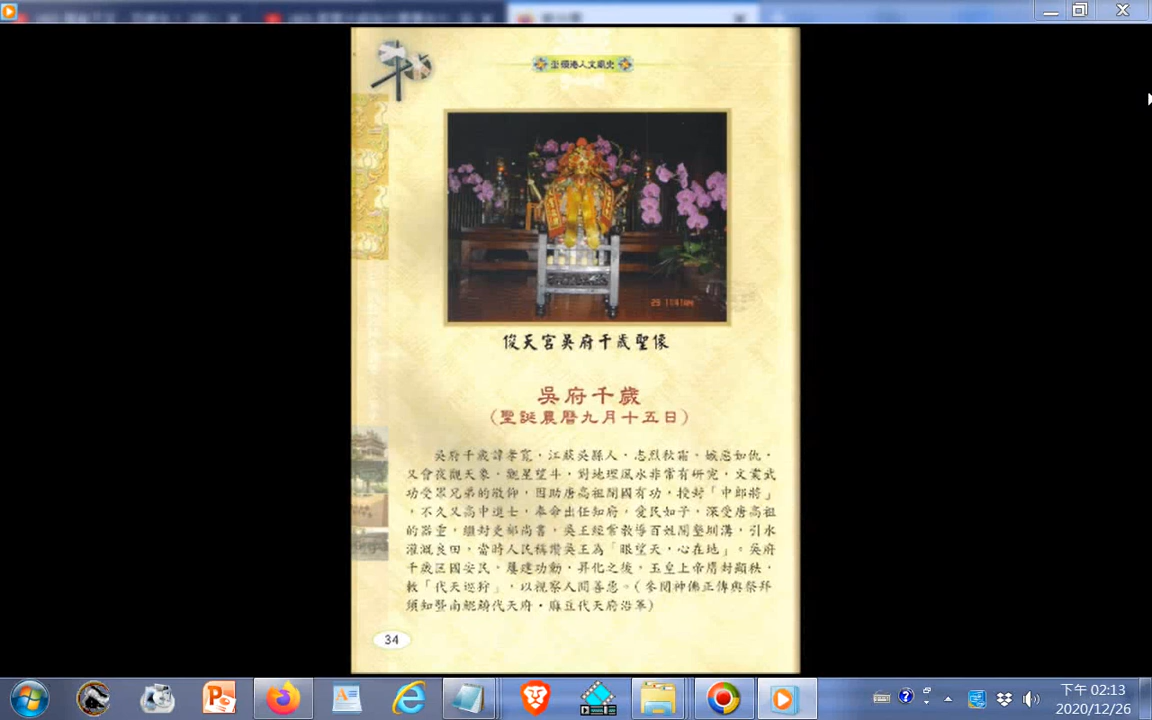 俊天宮吳府千歲聖像
吳府千歲
(聖誕農曆九月十五日)
吳府千歲諱孝寬，江蘇吳縣人，志烈秋霜，嫉惡如仇，
又會夜觀天象，觀星望斗，對地理風水非常有研究，文韜武
功受眾兄弟的敬仰，因助唐高祖開國有功，授封「中郎將」
，不久又高中進士，奉命出任知府，愛民如子，深受唐高祖
的器重，繼封吏部尚書，吳王經常教導百姓開墾圳溝，引水
灌溉良田，當時人民稱讚吳王為「眼望天，心在地」。吳府
千歲匡國安民，屢建功勳，昇化之後，玉皇上帝膺封顯秩，
敕「代天巡狩」，以視察人間善惡。(參閱神佛正傳與祭拜
須知暨南鯤鯓代天府‧麻豆代天府沿革)
34
下午 02:13
2020/12/26